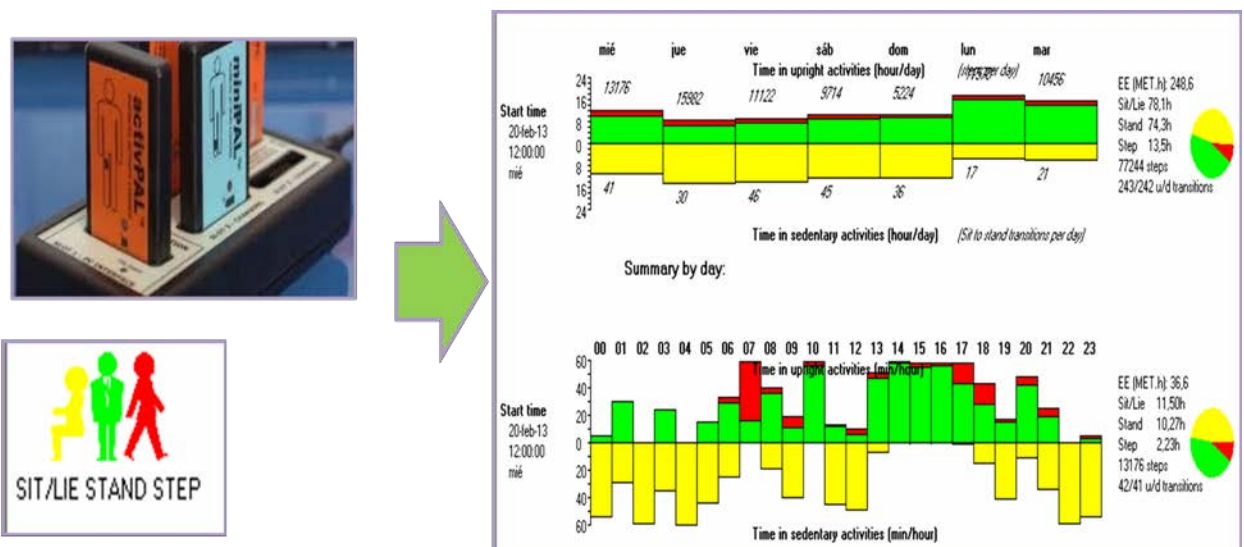 activPAL™
minnPAL™
SIT/LIE STAND STEP
mié jue vie sáb dom lun mar
Time in upright activities (hour/day) (steps per day)
13176 15982 11122 9714 5224 10456
Start time
20-feb-13
12:00:00
mié
24
16
8
0
8
16
24
41 30 46 45 36 17 21
EE (MET.h): 248,6
Sit/Lie 78,1h
Stand 74,3h
Step 13,5h
77244 steps
243/242 u/d transitions
Time in sedentary activities (hour/day) (Sit to stand transitions per day)
Summary by day:
00 01 02 03 04 05 06 07 08 09 10 11 12 13 14 15 16 17 18 19 20 21 22 23
Time in upright activities (min/hour)
Start time
20-feb-13
12:00:00
mié
60
40
20
0
20
40
60
EE (MET.h): 36,6
Sit/Lie 11,50h
Stand 10,27h
Step 2,23h
13176 steps
42/41 u/d transitions
Time in sedentary activities (min/hour)